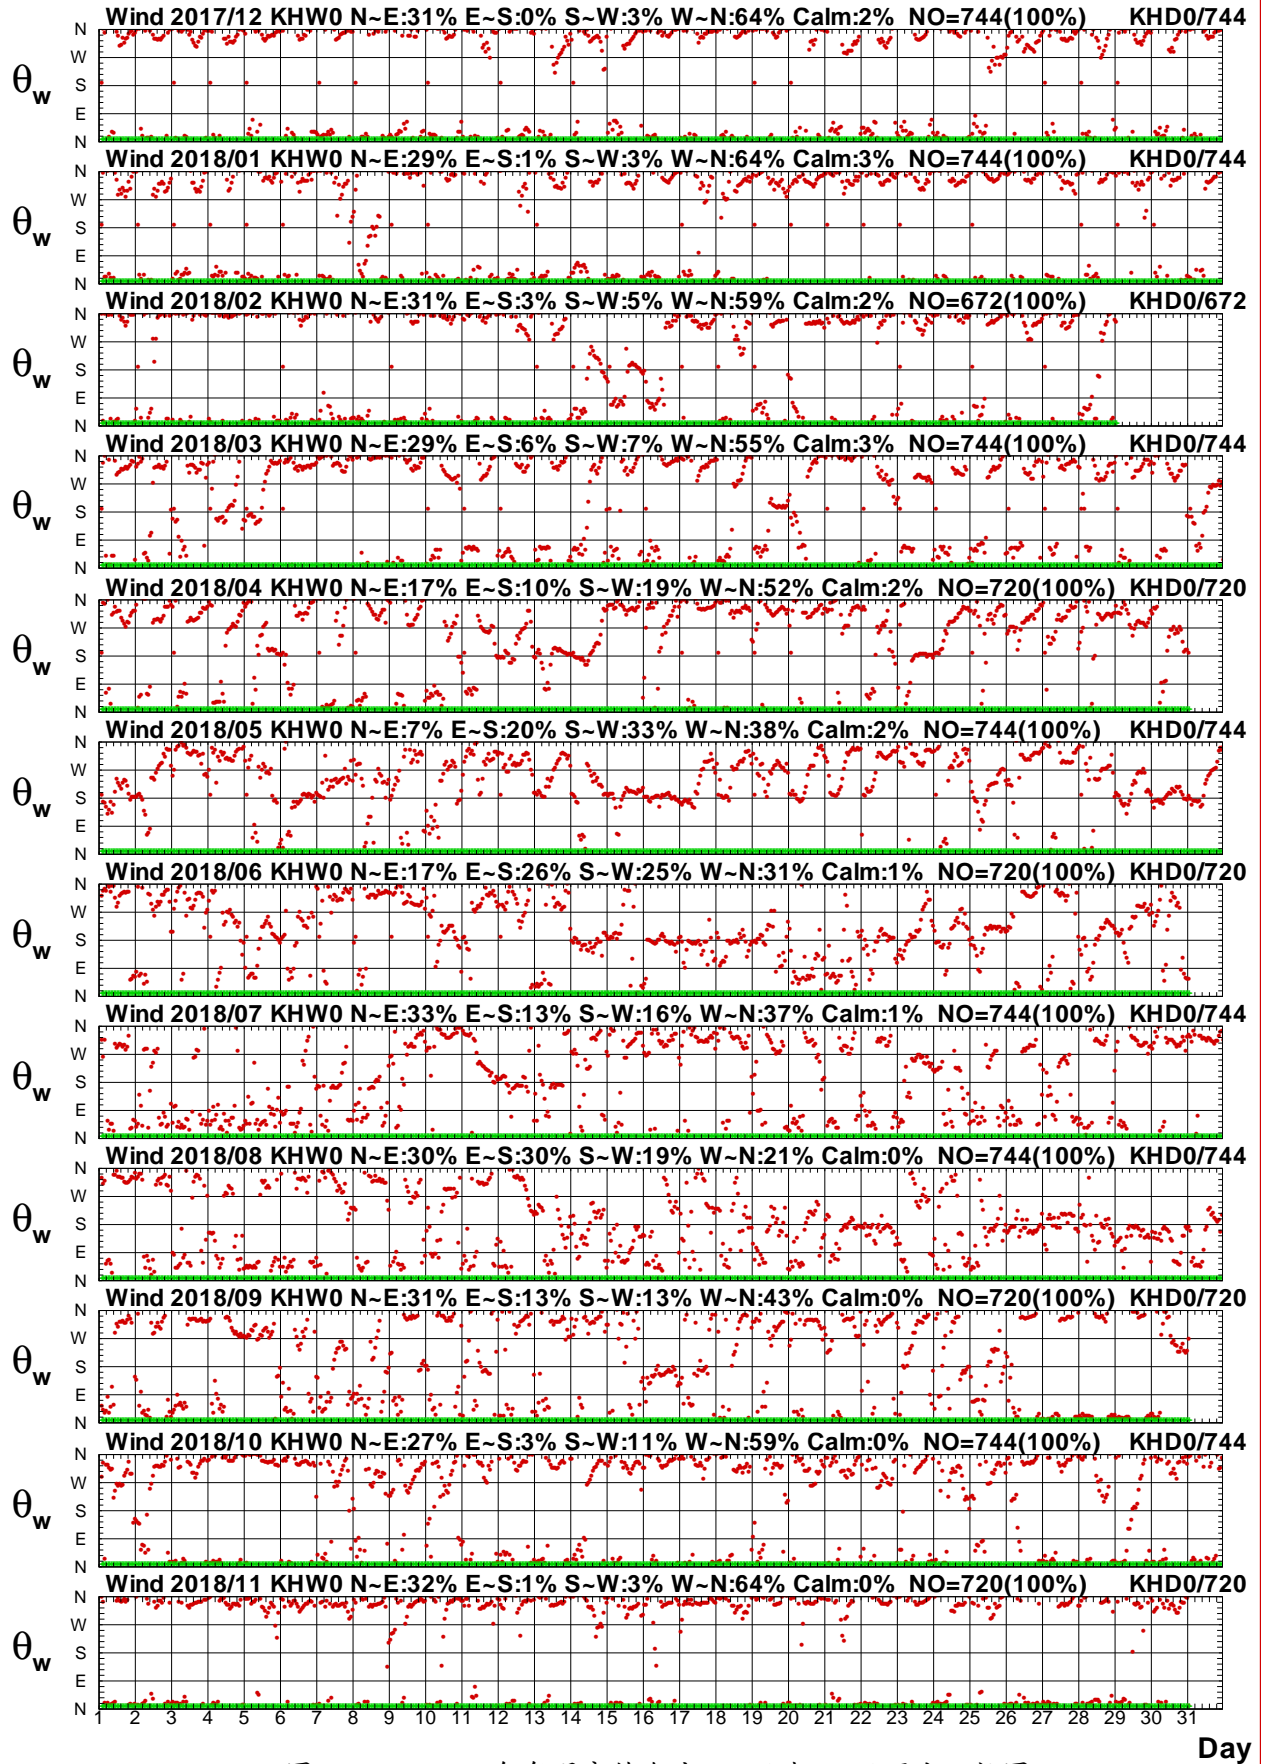 Wind 2017/12 KHW0 N~E:31% E~S:0% S~W:3% W~N:64% Calm:2% NO=744(100%) KHD0/744
N
W
S
E
N
θw
Wind 2018/01 KHW0 N~E:29% E~S:1% S~W:3% W~N:64% Calm:3% NO=744(100%) KHD0/744
N
W
S
E
N
θw
Wind 2018/02 KHW0 N~E:31% E~S:3% S~W:5% W~N:59% Calm:2% NO=672(100%) KHD0/672
N
W
S
E
N
θw
Wind 2018/03 KHW0 N~E:29% E~S:6% S~W:7% W~N:55% Calm:3% NO=744(100%) KHD0/744
N
W
S
E
N
θw
Wind 2018/04 KHW0 N~E:17% E~S:10% S~W:19% W~N:52% Calm:2% NO=720(100%) KHD0/720
N
W
S
E
N
θw
Wind 2018/05 KHW0 N~E:7% E~S:20% S~W:33% W~N:38% Calm:2% NO=744(100%) KHD0/744
N
W
S
E
N
θw
Wind 2018/06 KHW0 N~E:17% E~S:26% S~W:25% W~N:31% Calm:1% NO=720(100%) KHD0/720
N
W
S
E
N
θw
Wind 2018/07 KHW0 N~E:33% E~S:13% S~W:16% W~N:37% Calm:1% NO=744(100%) KHD0/744
N
W
S
E
N
θw
Wind 2018/08 KHW0 N~E:30% E~S:30% S~W:19% W~N:21% Calm:0% NO=744(100%) KHD0/744
N
W
S
E
N
θw
Wind 2018/09 KHW0 N~E:31% E~S:13% S~W:13% W~N:43% Calm:0% NO=720(100%) KHD0/720
N
W
S
E
N
θw
Wind 2018/10 KHW0 N~E:27% E~S:3% S~W:11% W~N:59% Calm:0% NO=744(100%) KHD0/744
N
W
S
E
N
θw
Wind 2018/11 KHW0 N~E:32% E~S:1% S~W:3% W~N:64% Calm:0% NO=720(100%) KHD0/720
N
W
S
E
N
θw
1 2 3 4 5 6 7 8 9 10 11 12 13 14 15 16 17 18 19 20 21 22 23 24 25 26 27 28 29 30 31
Day